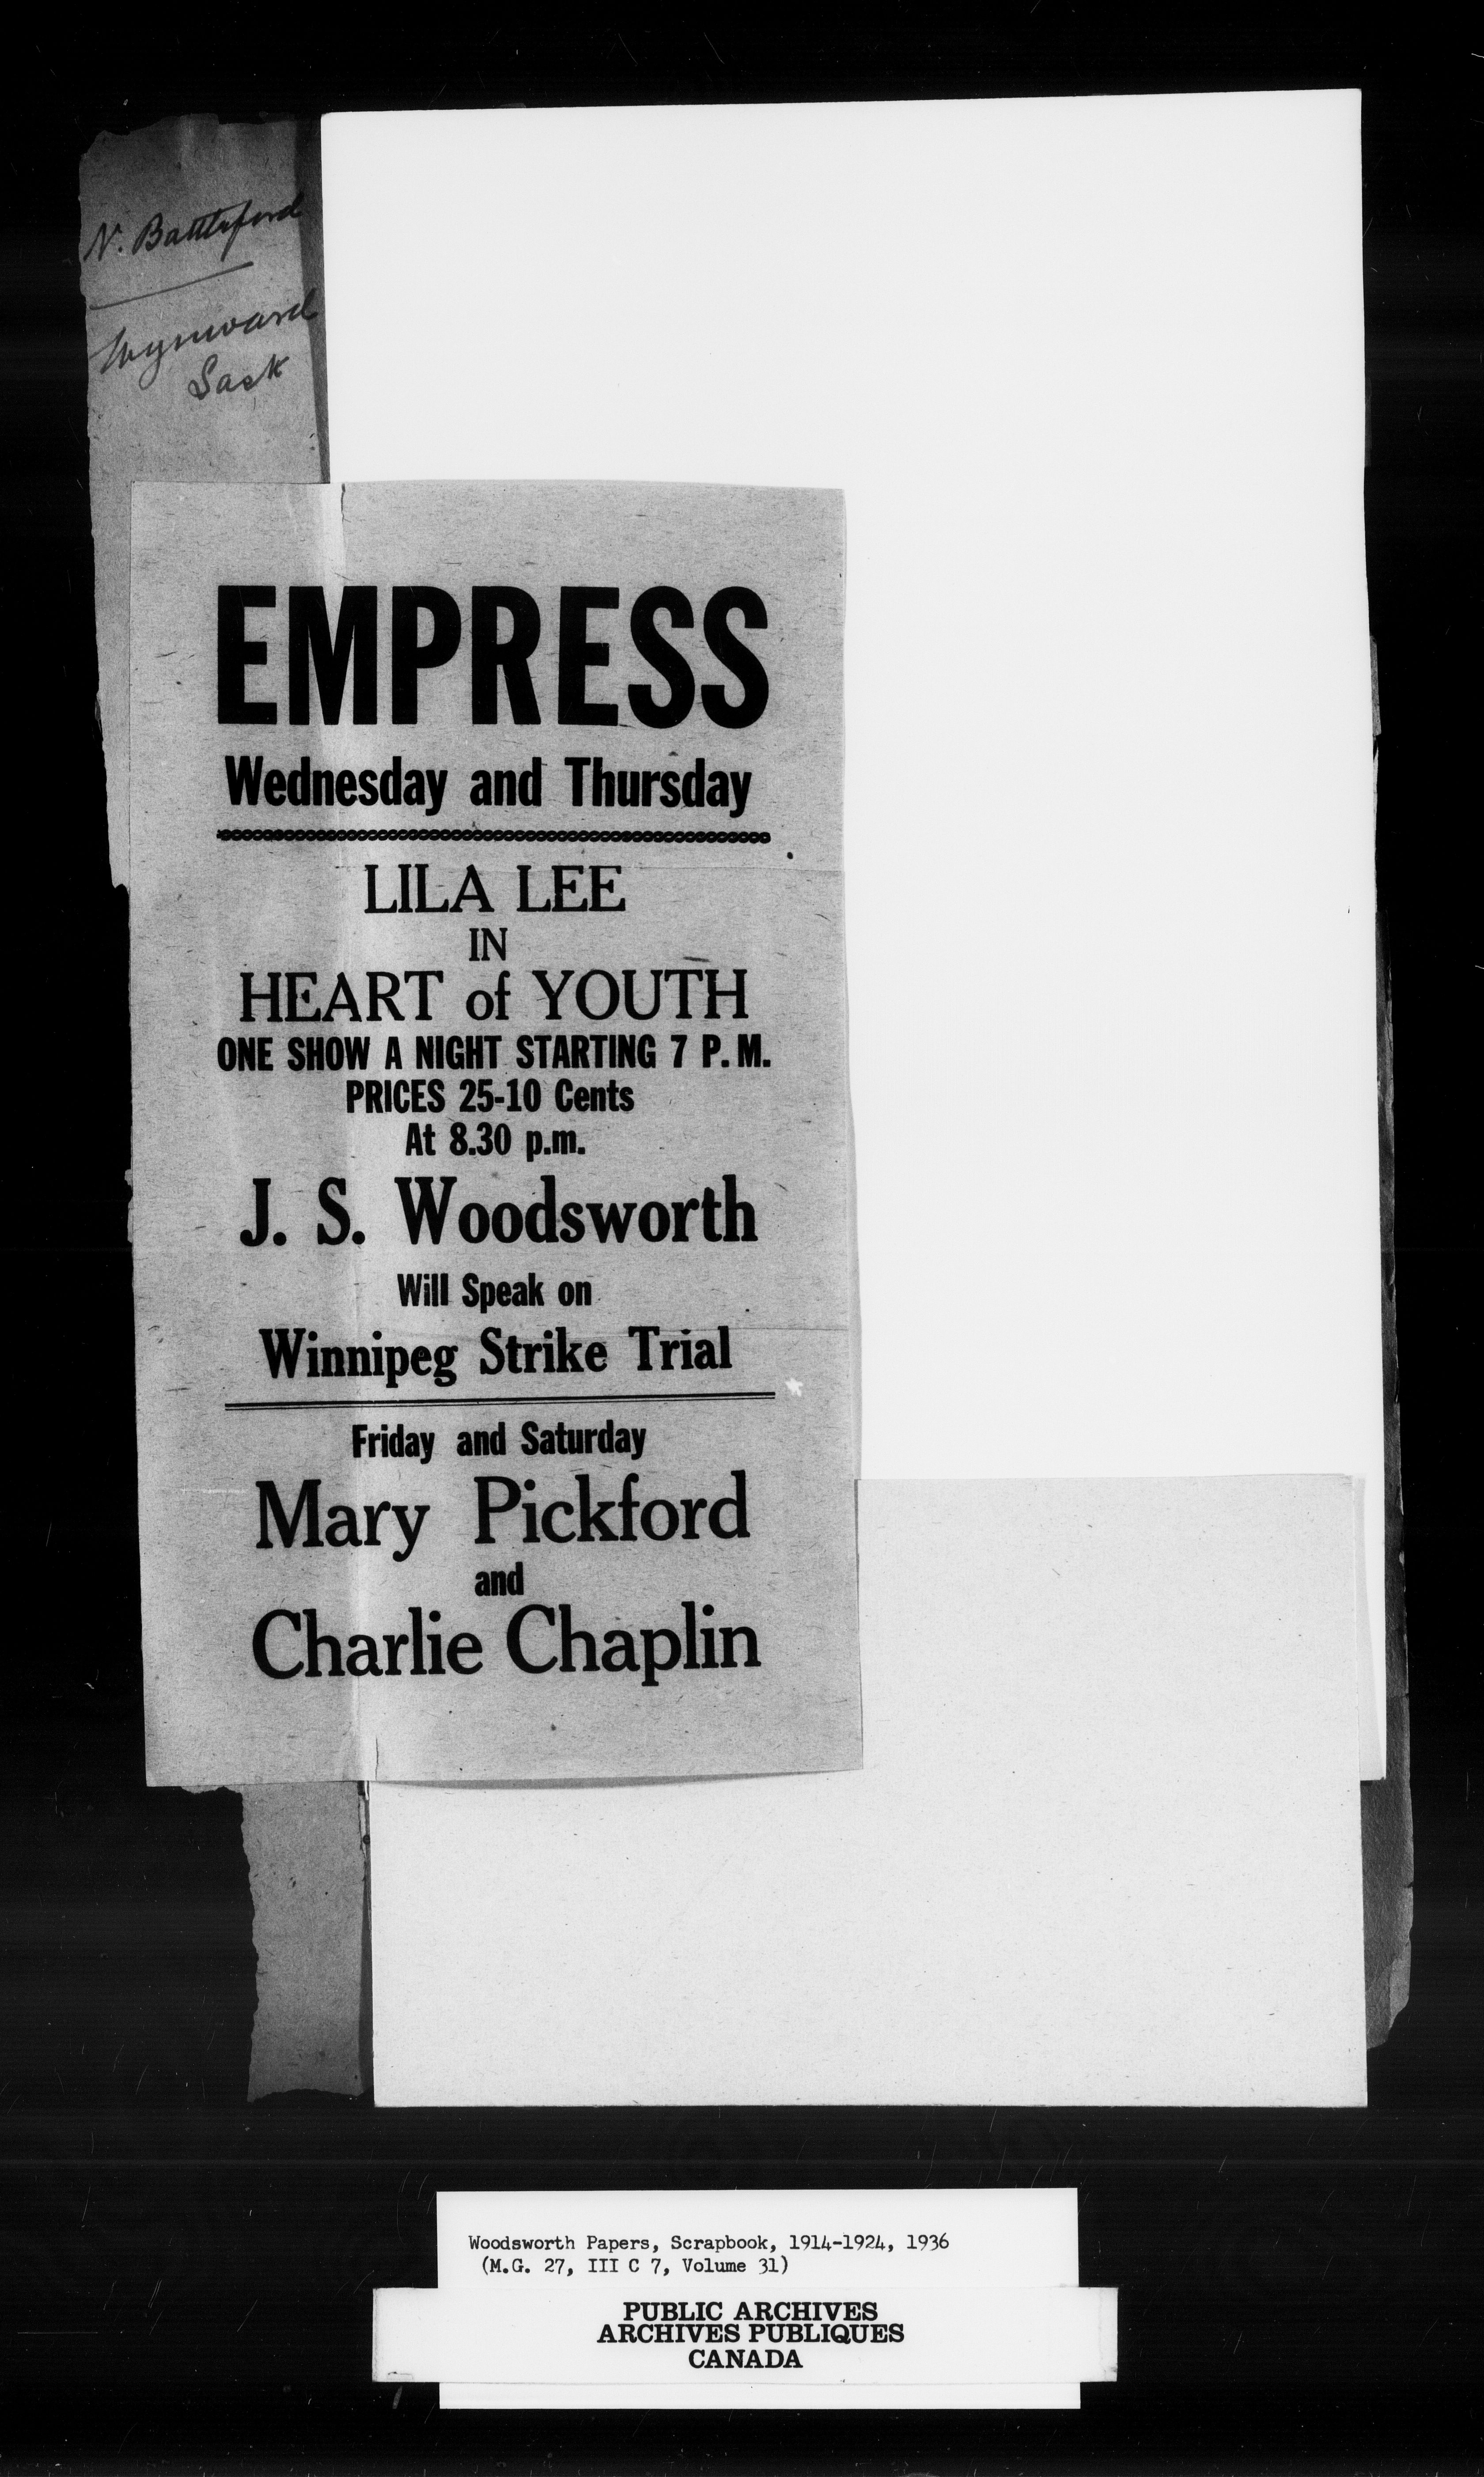 N. Battleford
Wynward
Sask
EMPRESS
Wednesday and Thursday
LILA LEE
IN
HEART of YOUTH
ONE SHOW A NIGHT STARTING 7 P. M.
PRICES 25-10 Cents
At 8.30 p.m.
J. S. Woodsworth
Will Speak on
Winnipeg Strike Trial
Friday and Saturday
Mary Pickford
and
Charlie Chaplin
Woodsworth Papers, Scrapbook, 1914-1924, 1936
(M.G. 27, III C 7, Volume 31)
PUBLIC ARCHIVES
ARCHIVES PUBLIQUES
CANADA